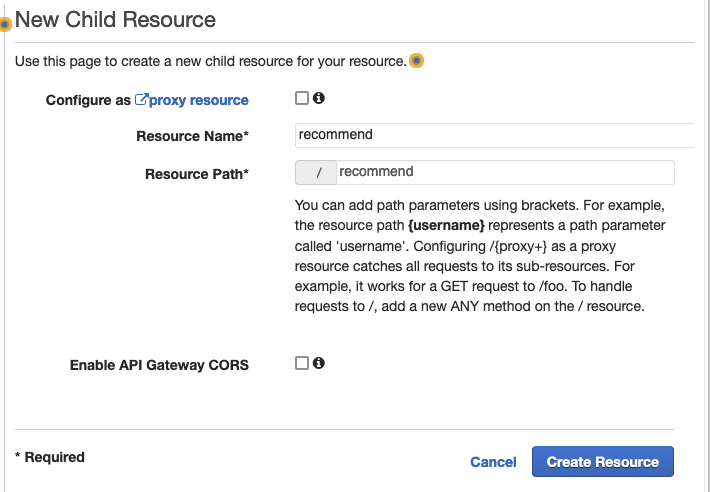 New Child Resource
Use this page to create a new child resource for your resource.
Configure as proxy resource
Resource Name* recommend
Resource Path* / recommend
You can add path parameters using brackets. For example,
the resource path {username} represents a path parameter
called 'username'. Configuring /{proxy+} as a proxy
resource catches all requests to its sub-resources. For
example, it works for a GET request to /foo. To handle
requests to /, add a new ANY method on the / resource.
Enable API Gateway CORS
* Required
Cancel Create Resource